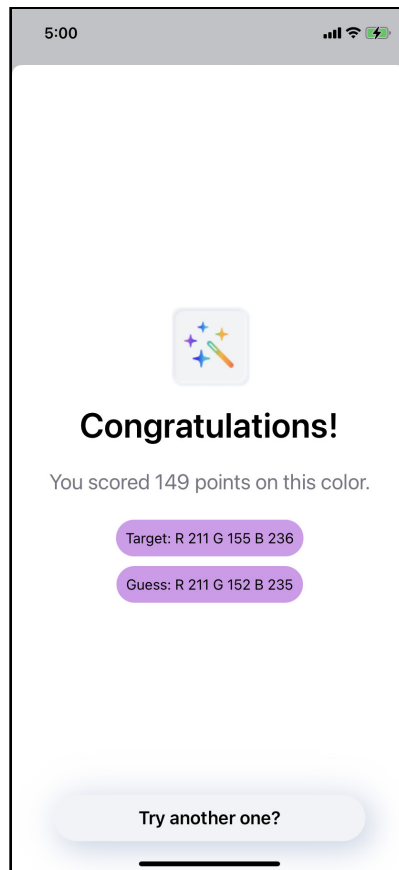 5:00
Congratulations!
You scored 149 points on this color.
Target: R 211 G 155 B 236
Guess: R 211 G 152 B 235
Try another one?